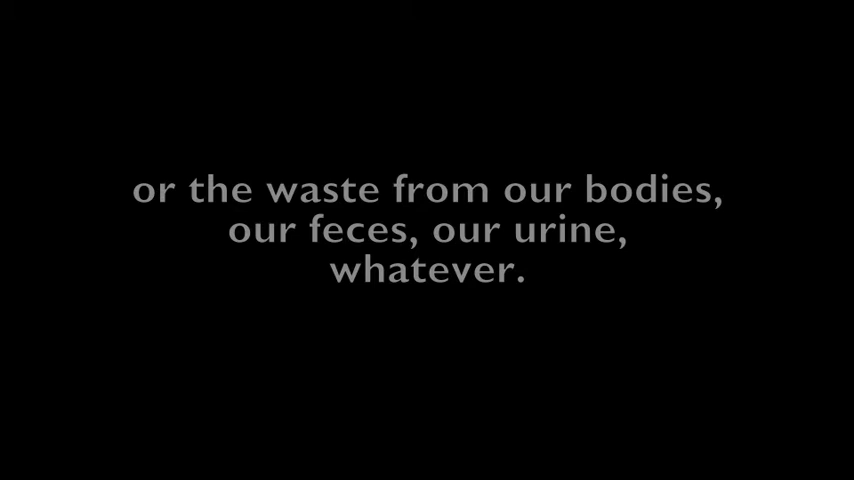 or the waste from our bodies,
our feces, our urine,
whatever.